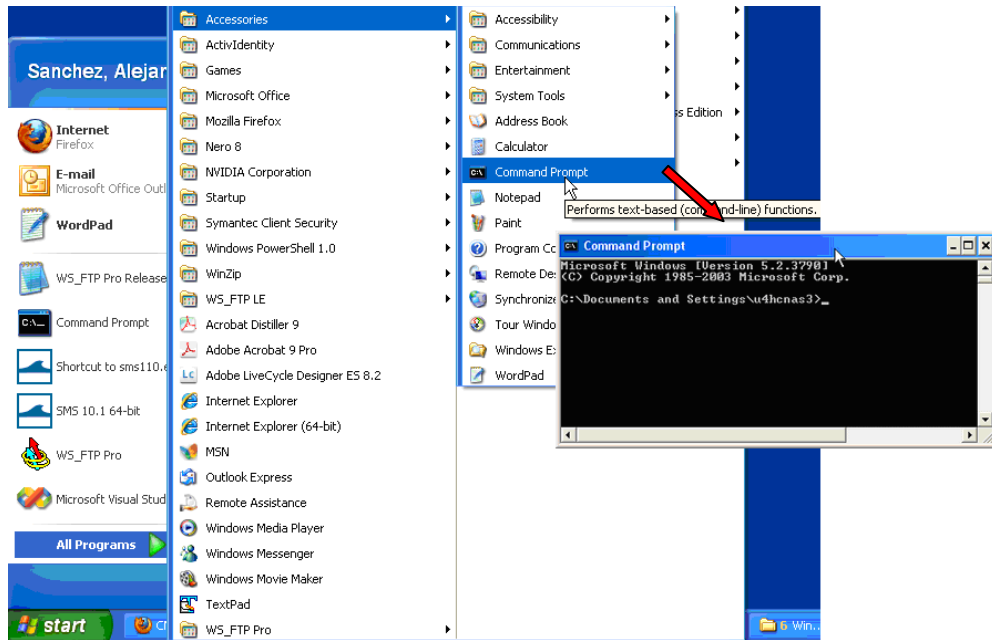 Sanchez, Alejar
Internet
Firefox
E-mail
Microsoft Office Outl
WordPad
WS_FTP Pro Release
Command Prompt
Shortcut to sms110.e
SMS 10.1 64-bit
WS_FTP Pro
Microsoft Visual Stud
All Programs
start
Accessories
ActivIdentity
Games
Microsoft Office
Mozilla Firefox
Nero 8
NVIDIA Corporation
Startup
Symantec Client Security
Windows PowerShell 1.0
WinZip
WS_FTP LE
Acrobat Distiller 9
Adobe Acrobat 9 Pro
Adobe LiveCycle Designer ES 8.2
Internet Explorer
Internet Explorer (64-bit)
MSN
Outlook Express
Remote Assistance
Windows Media Player
Windows Messenger
Windows Movie Maker
TextPad
WS_FTP Pro
Accessibility
Communications
Entertainment
System Tools
Address Book
Calculator
Command Prompt
Notepad
Paint
Program Co
Remote Des
Synchronize
Tour Windo
Windows E
WordPad
ss Edition
Performs text-based (command-line) functions.
Command Prompt
Microsoft Windows [Version 5.2.3790]
(C) Copyright 1985-2003 Microsoft Corp.
C:\Documents and Settings\u4hcnas3>_
6 Win...